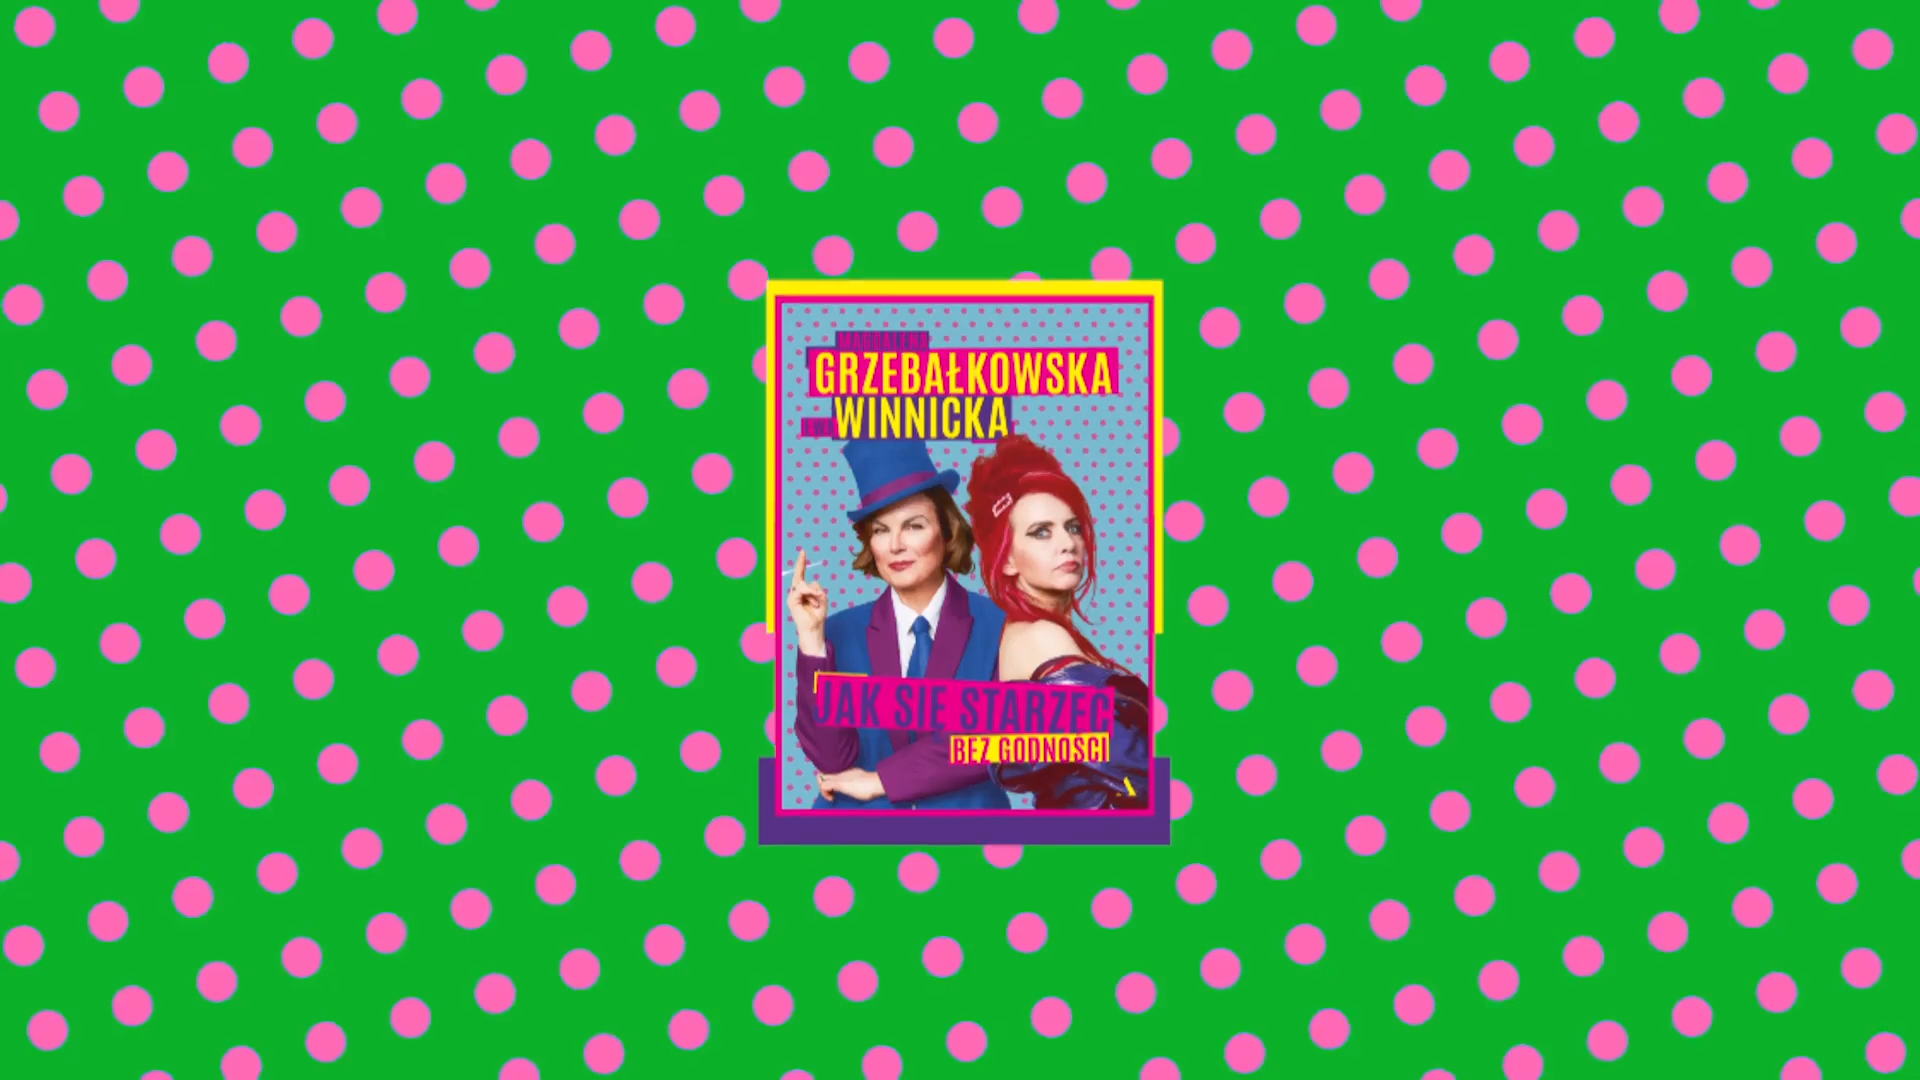 MAGDALENA
GRZEBAŁKOWSKA
EWA WINNICKA
JAK SIĘ STARZEĆ
BEZ GODNOŚCI